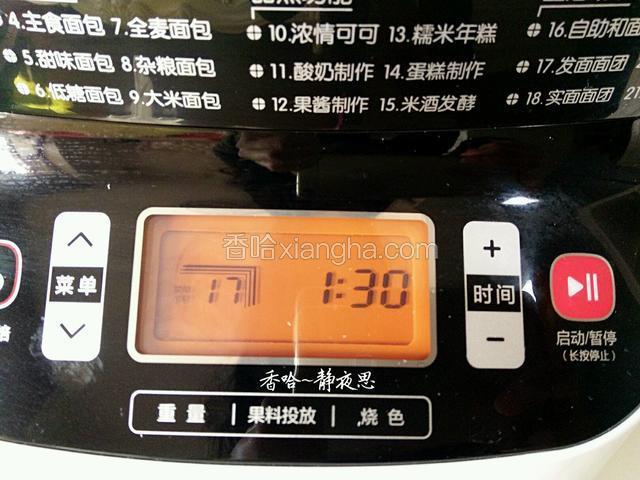 4.主食面包 7.全麦面包
5.甜味面包 8.杂粮面包
6.低糖面包 9.大米面包
10.浓情可可 13.糯米年糕
11.酸奶制作 14.蛋糕制作
12.果酱制作 15.米酒发酵
16.自助和面
17.发面面团
18.实面面团 21
香哈xiangha.com
菜单
17 1:30
+
时间
-
启动/暂停
(长按停止)
香哈~静夜思
重量 果料投放 烧色